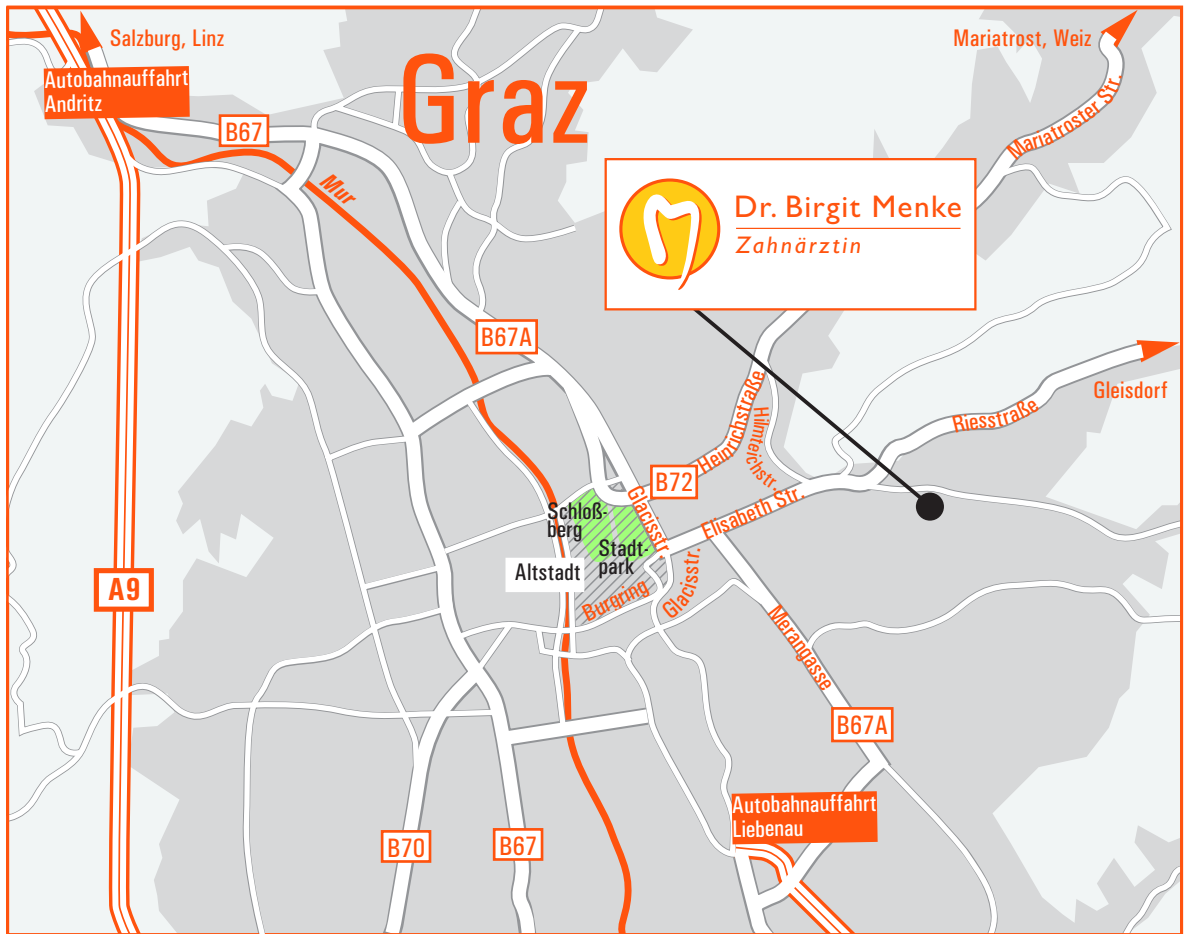 Salzburg, Linz
Mariatrost, Weiz
Autobahnauffahrt
Andritz
Graz
B67
Mariatroster Str.
Mur
Dr. Birgit Menke
Zahnärztin
B67A
Gleisdorf
Riesstraße
Heinrichstraße
Hilmteichstr.
B72
Glacisstr.
Elisabeth Str.
Schloß-
berg
Stadt-
park
Altstadt
A9
Burgring
Glacisstr.
Merangasse
B67A
Autobahnauffahrt
Liebenau
B70
B67